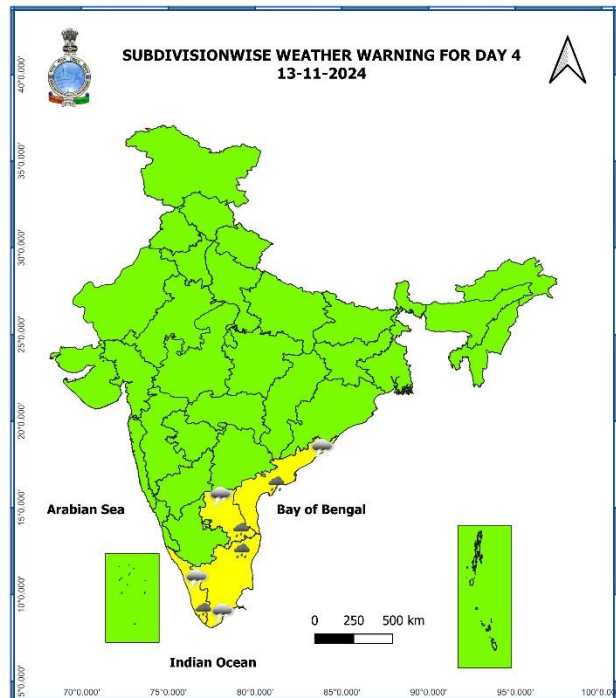 SUBDIVISIONWISE WEATHER WARNING FOR DAY 4
13-11-2024
40°0.000'
35°0.000'
30°0.000'
25°0.000'
20°0.000'
15°0.000'
10°0.000'
5°0.000'
Arabian Sea
Bay of Bengal
0 250 500 km
Indian Ocean
70°0.000' 75°0.000' 80°0.000' 85°0.000' 90°0.000' 95°0.000' 100°0.0